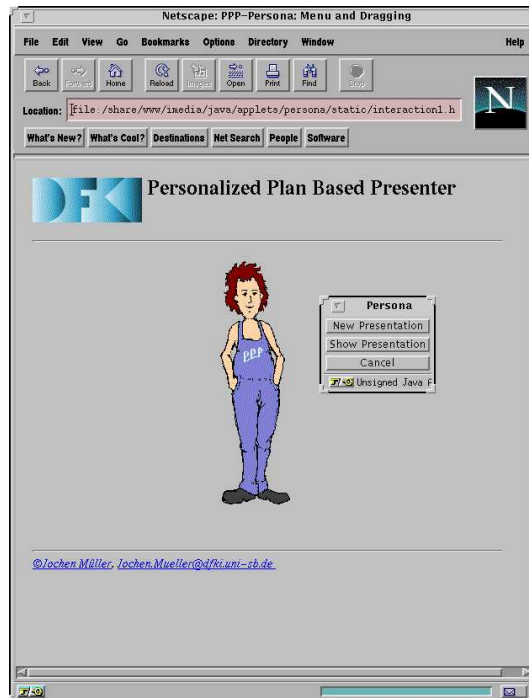 Netscape: PPP-Persona: Menu and Dragging
File Edit View Go Bookmarks Options Directory Window Help
Back Forward Home Reload Images Open Print Find Stop
Location: file:/share/www/imedia/java/applets/persona/static/interaction1.h
N
What's New? What's Cool? Destinations Net Search People Software
DFKI Personalized Plan Based Presenter
Persona
New Presentation
Show Presentation
Cancel
Unsigned Java
PPP
©Jochen Müller, Jochen.Mueller@dfki.uni-sb.de